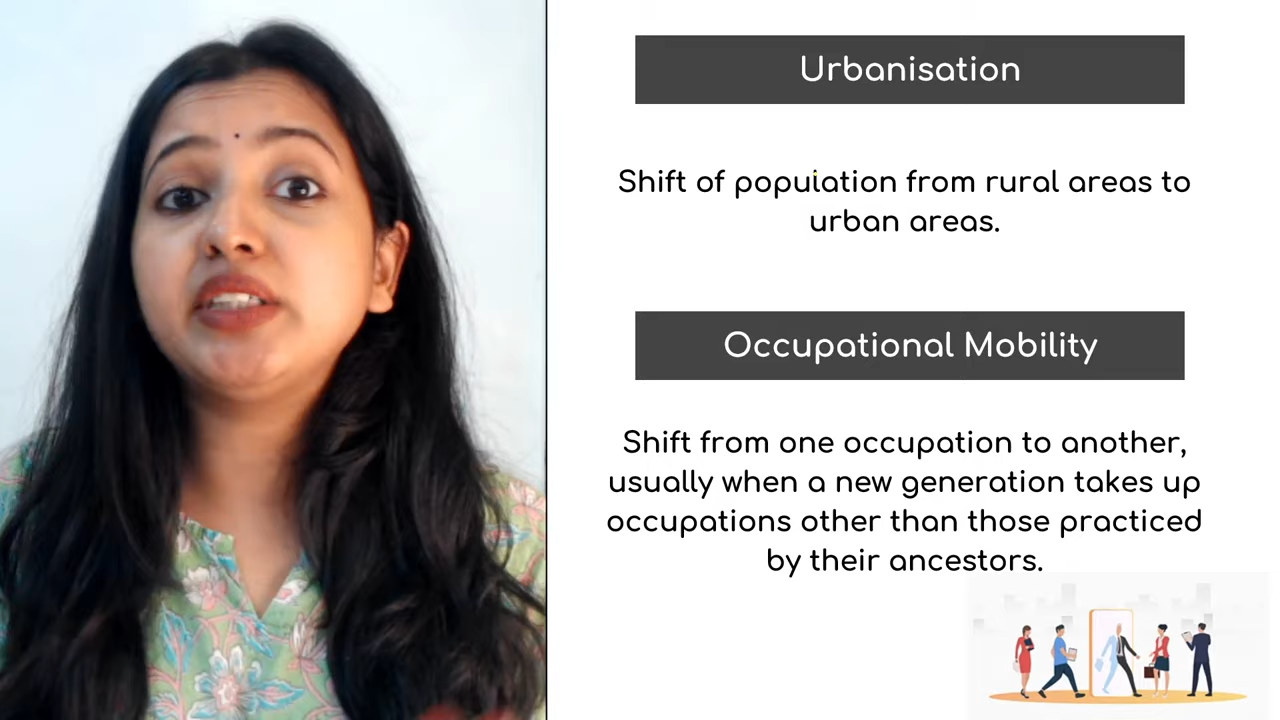 Urbanisation
Shift of population from rural areas to
urban areas.
Occupational Mobility
Shift from one occupation to another,
usually when a new generation takes up
occupations other than those practiced
by their ancestors.